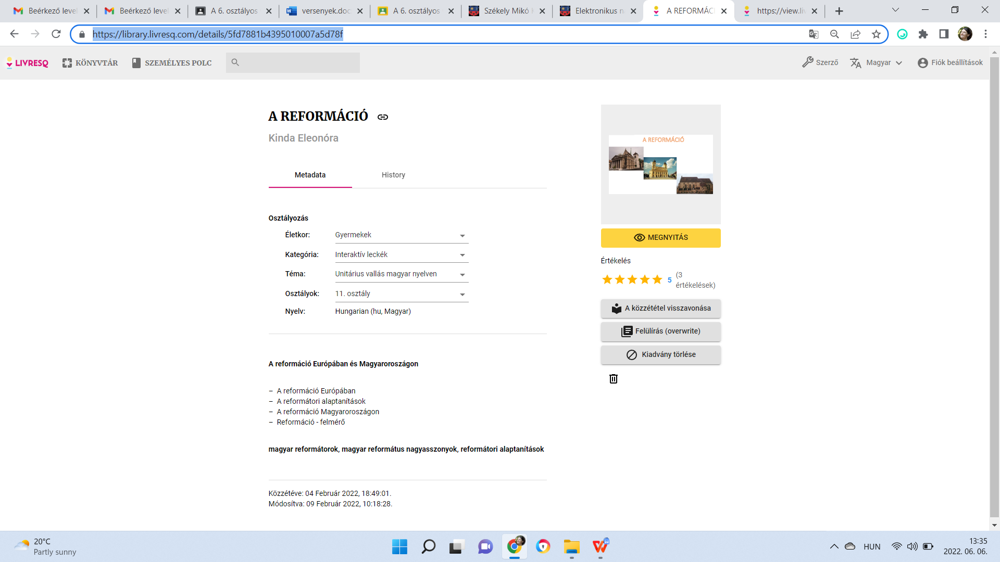 Beérkező level
Beérkező level
A 6. osztályos
versenyek.doc
A 6. osztályos
Székely Mikó
Elektronikus n
A REFORMÁCI
https://view.liv
https://library.livresq.com/details/5fd7881b4395010007a5d78f
LIVRESQ
KÖNYVTÁR
SZEMÉLYES POLC
Szerző
Magyar
Fiók beállítások
A REFORMÁCIÓ
Kinda Eleonóra
Metadata
History
Osztályozás
Életkor: Gyermekek
Kategória: Interaktív leckék
Téma: Unitárius vallás magyar nyelven
Osztályok: 11. osztály
Nyelv: Hungarian (hu, Magyar)
A reformáció Európában és Magyaroroszágon
– A reformáció Európában
– A reformátori alaptanítások
– A reformáció Magyaroroszágon
– Reformáció - felmérő
magyar reformátorok, magyar református nagyasszonyok, reformátori alaptanítások
Közzétéve: 04 Február 2022, 18:49:01.
Módosítva: 09 Február 2022, 10:18:28.
A REFORMÁCIÓ
MEGNYITÁS
Értékelés
5 (3
értékelések)
A közzététel visszavonása
Felülírás (overwrite)
Kiadvány törlése
20°C
Partly sunny
HUN
13:35
2022. 06. 06.